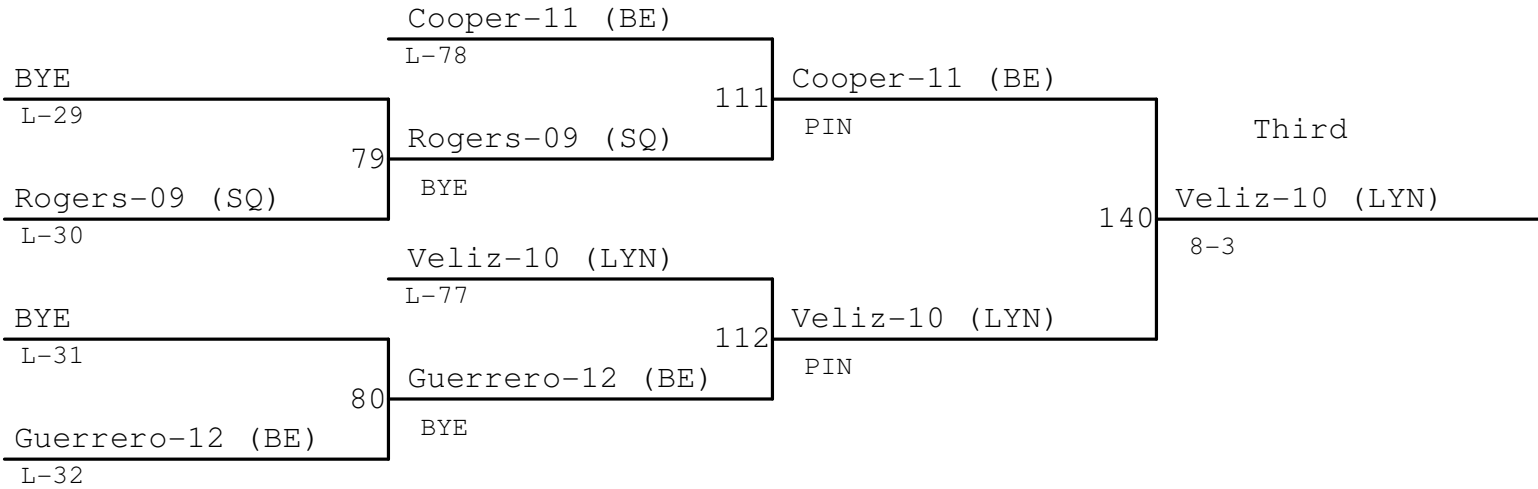 Cooper-11 (BE)
L-78
BYE
L-29
111
Cooper-11 (BE)
PIN
Third
Rogers-09 (SQ)
79
BYE
Rogers-09 (SQ)
L-30
140
Veliz-10 (LYN)
8-3
Veliz-10 (LYN)
L-77
BYE
L-31
112
Veliz-10 (LYN)
PIN
Guerrero-12 (BE)
80
BYE
Guerrero-12 (BE)
L-32